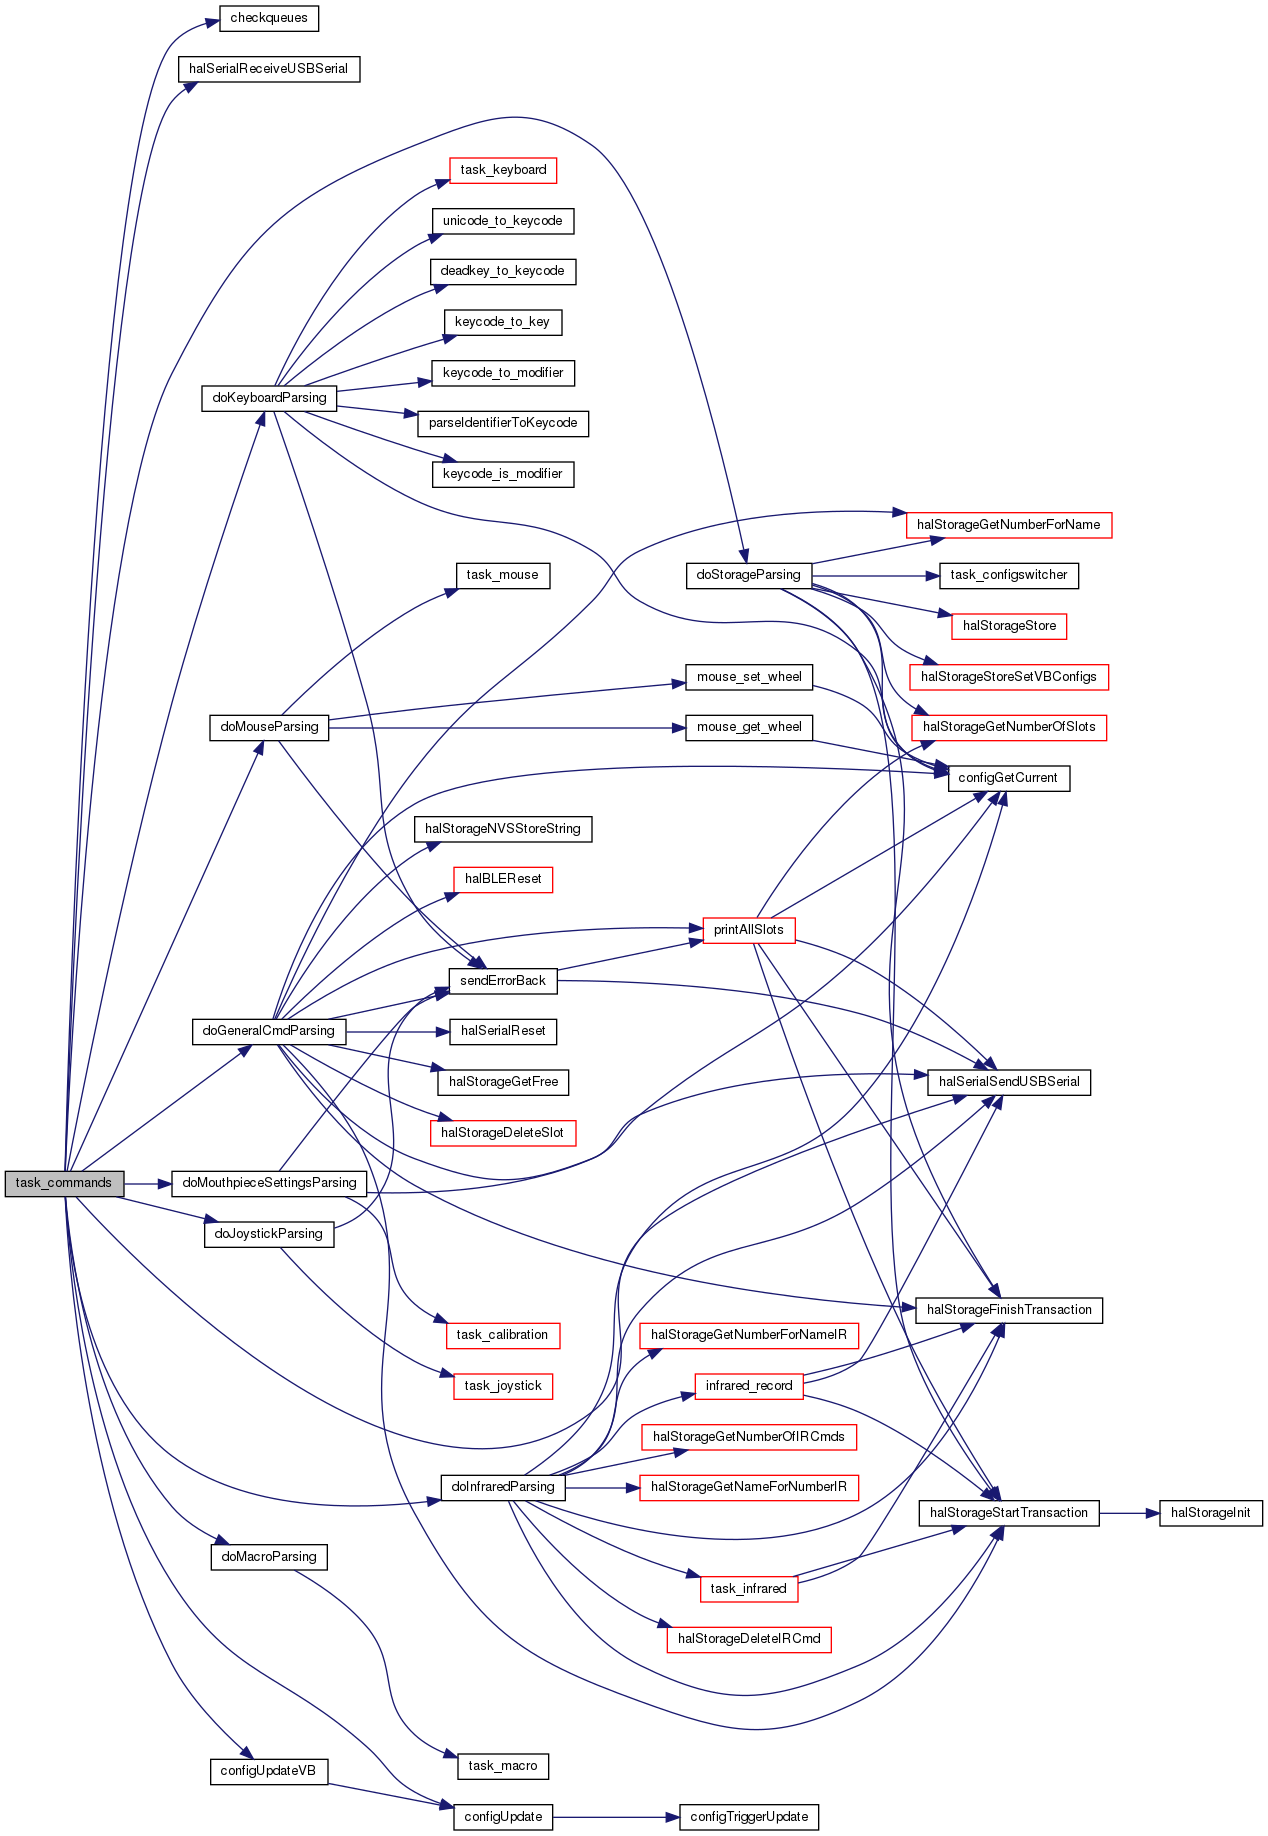 checkqueues
halSerialReceiveUSBSerial
task_keyboard
unicode_to_keycode
deadkey_to_keycode
keycode_to_key
keycode_to_modifier
doKeyboardParsing
parseIdentifierToKeycode
keycode_is_modifier
halStorageGetNumberForName
task_mouse
doStorageParsing
task_configswitcher
halStorageStore
mouse_set_wheel
halStorageStoreSetVBConfigs
doMouseParsing
mouse_get_wheel
halStorageGetNumberOfSlots
configGetCurrent
halStorageNVSStoreString
halBLEReset
printAllSlots
sendErrorBack
doGeneralCmdParsing
halSerialReset
halStorageGetFree
halSerialSendUSBSerial
halStorageDeleteSlot
task_commands
doMouthpieceSettingsParsing
doJoystickParsing
halStorageFinishTransaction
task_calibration
halStorageGetNumberForNameIR
task_joystick
infrared_record
halStorageGetNumberOfIRCmds
doInfraredParsing
halStorageGetNameForNumberIR
halStorageStartTransaction
halStorageInit
doMacroParsing
task_infrared
halStorageDeleteIRCmd
task_macro
configUpdateVB
configUpdate
configTriggerUpdate